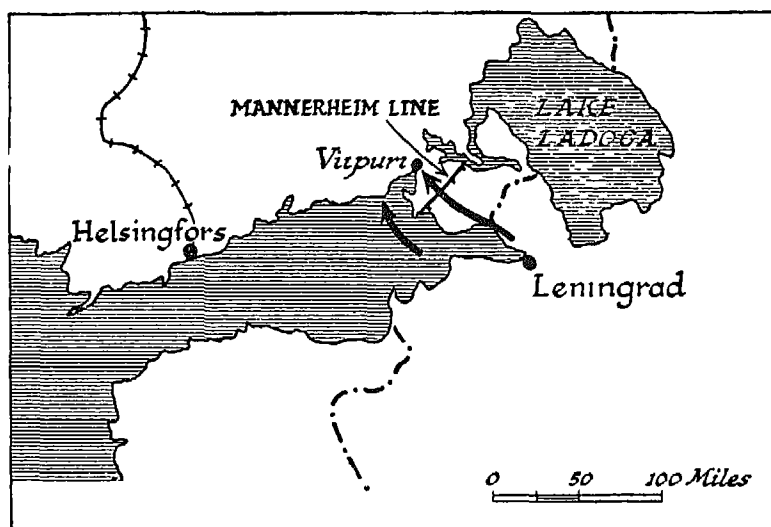 LAKE
LADOGA
MANNERHEIM LINE
Viipuri
Helsingfors
Leningrad
0 50 100 Miles